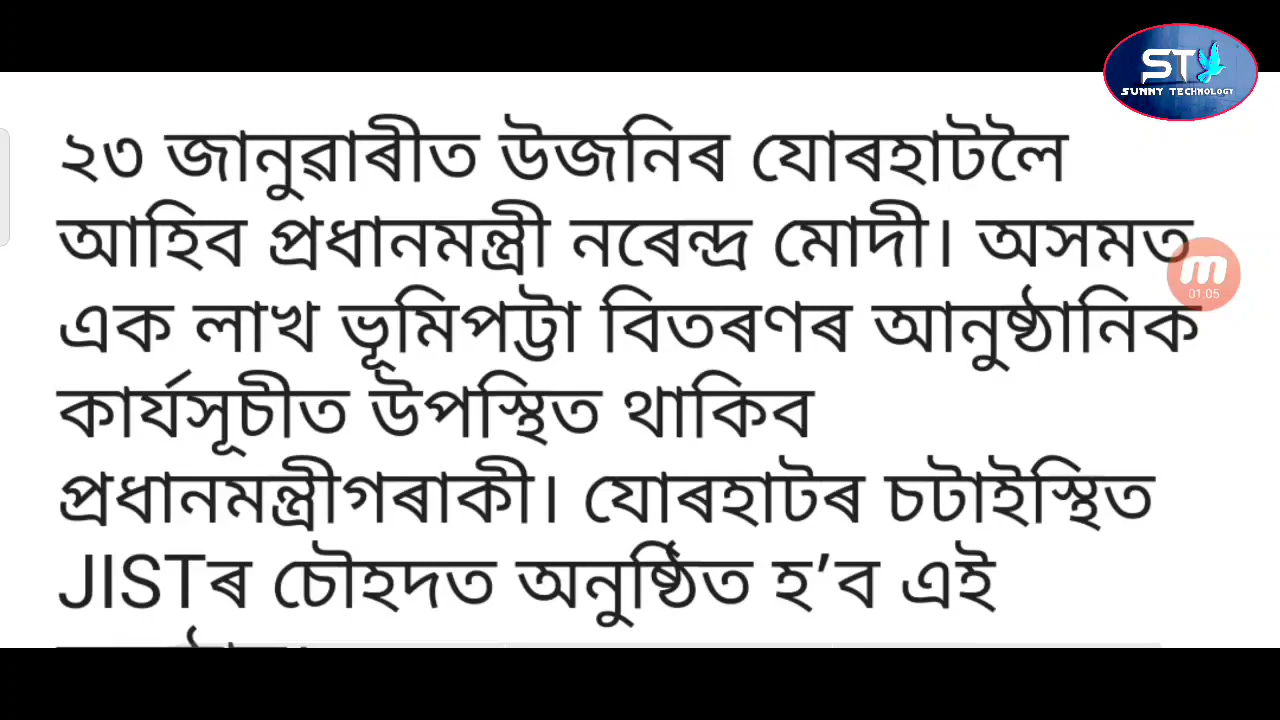 ST
SUNNY TECHNOLOGY
২৩ জানুৱাৰীত উজনিৰ যোৰহাটলৈ
আহিব প্ৰধানমন্ত্ৰী নৰেন্দ্ৰ মোদী। অসমত
01:05
এক লাখ ভূমিপট্টা বিতৰণৰ আনুষ্ঠানিক
কাৰ্যসূচীত উপস্থিত থাকিব
প্ৰধানমন্ত্ৰীগৰাকী। যোৰহাটৰ চটাইস্থিত
JISTৰ চৌহদত অনুষ্ঠিত হ’ব এই